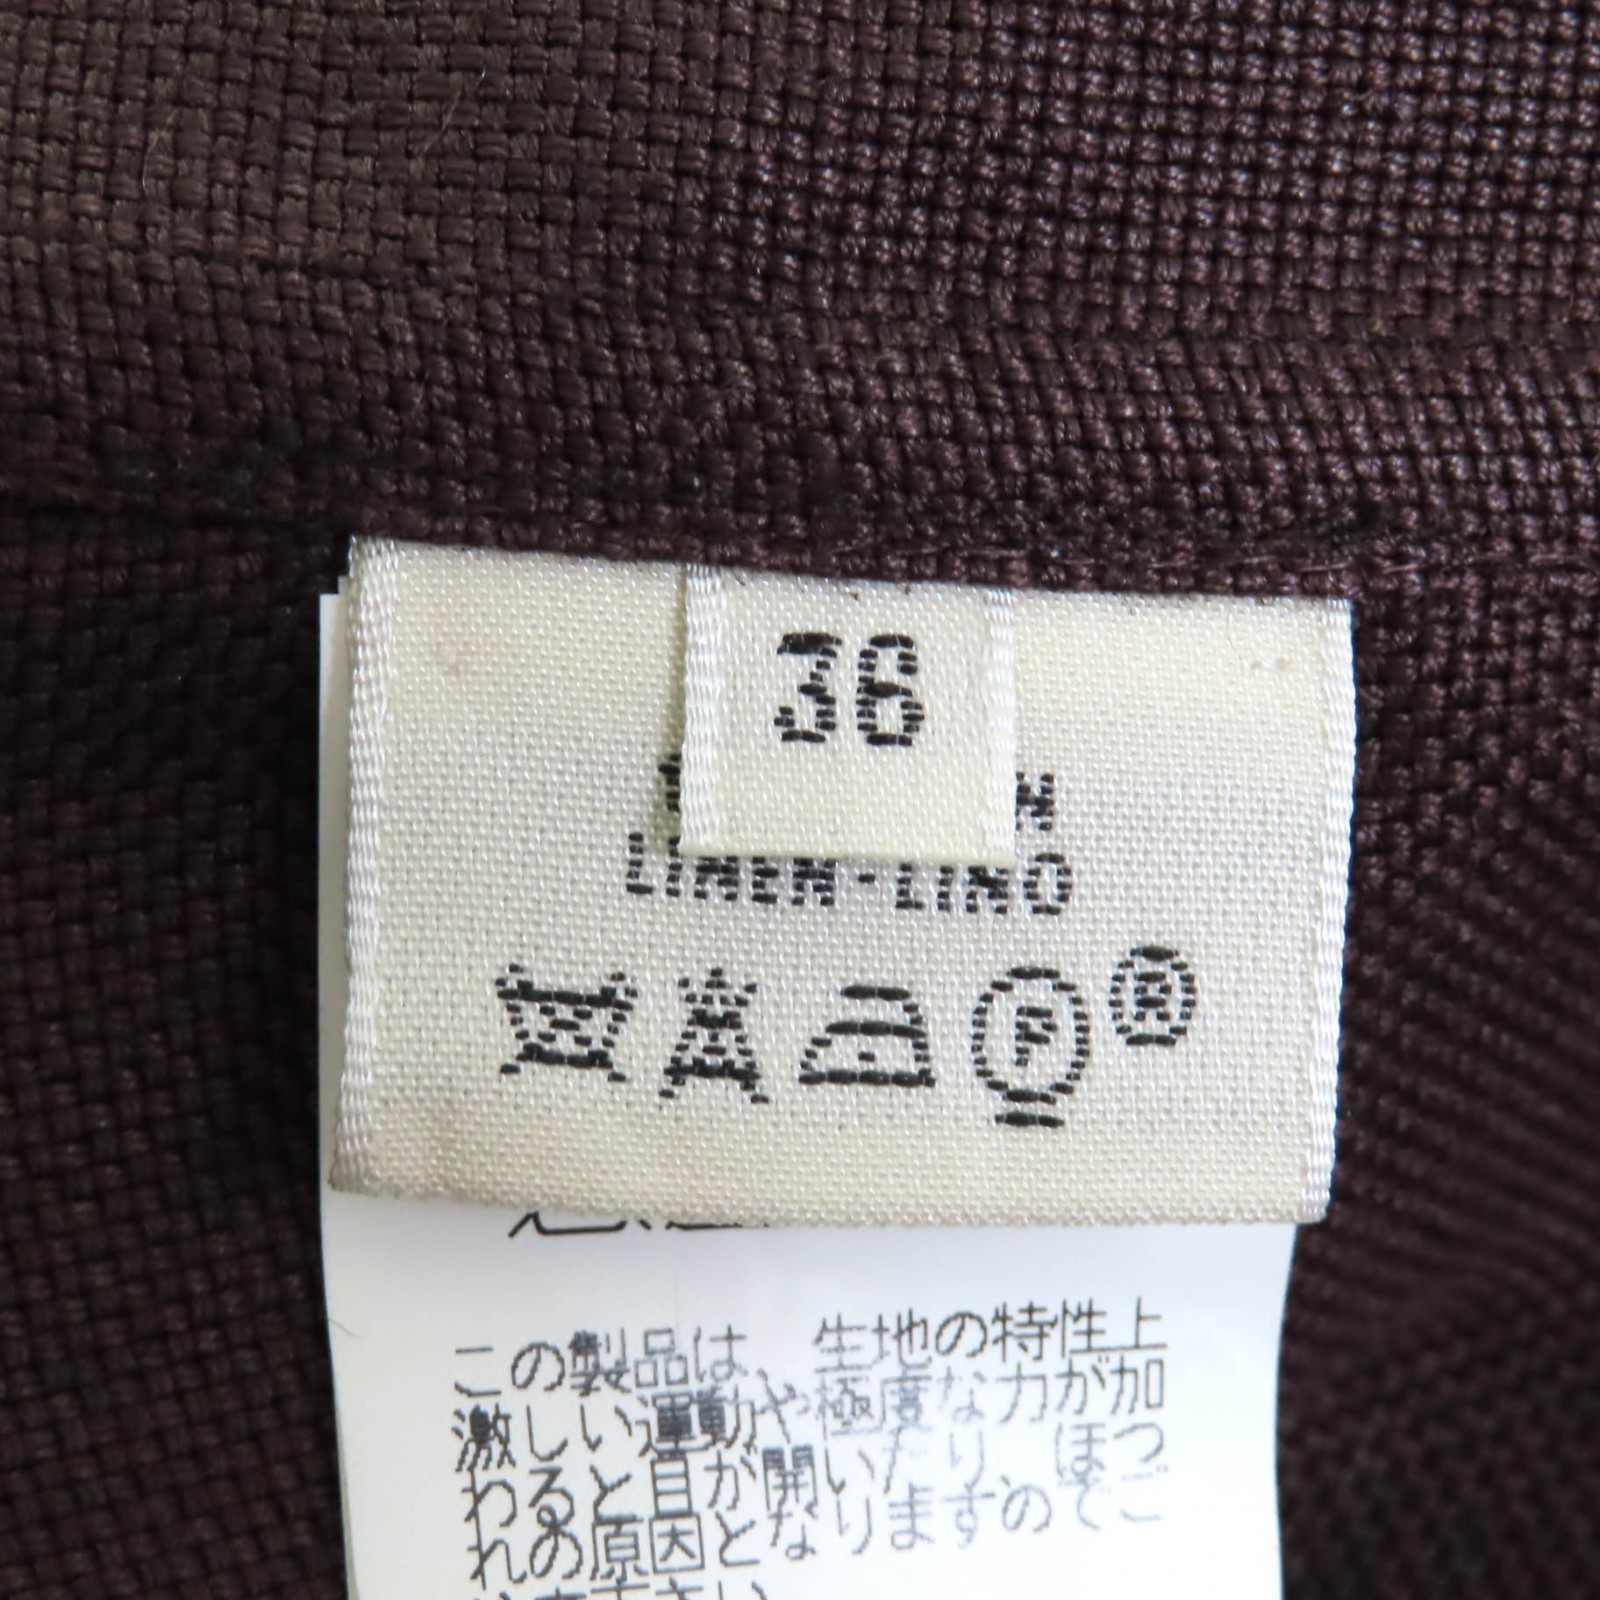 36
LINEN-LINO
P
R
この製品は、生地の特性上
激しい運動や極度な力が加
わると目が開いたり、ほつ
れの原因となりますのでご